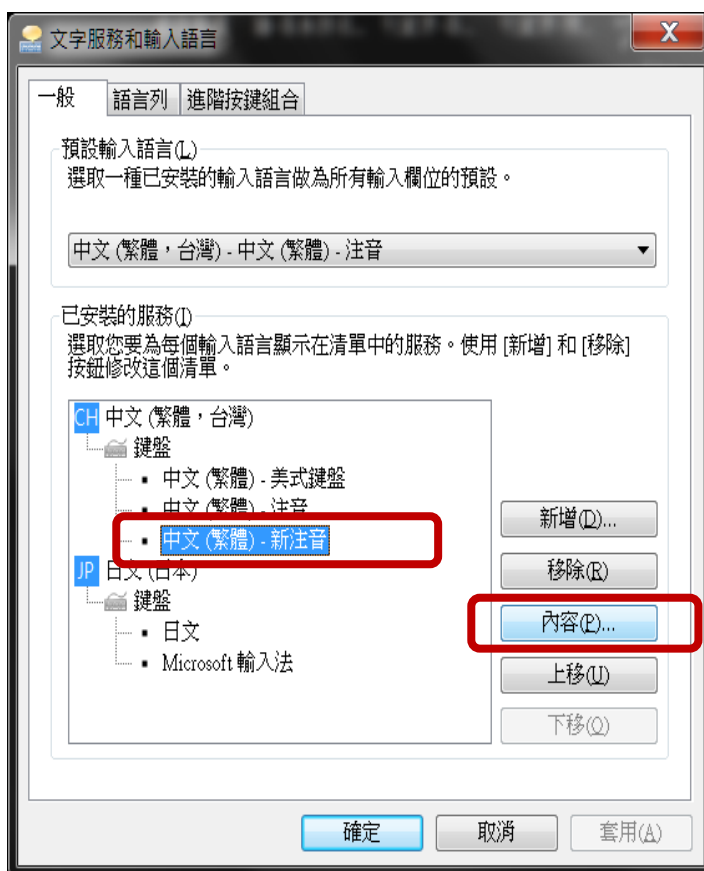 文字服務和輸入語言
X
一般
語言列
進階按鍵組合
預設輸入語言(L)
選取一種已安裝的輸入語言做為所有輸入欄位的預設。
中文 (繁體，台灣) - 中文 (繁體) - 注音
已安裝的服務(I)
選取您要為每個輸入語言顯示在清單中的服務。使用 [新增] 和 [移除]
按鈕修改這個清單。
CH 中文 (繁體，台灣)
鍵盤
中文 (繁體) - 美式鍵盤
中文 (繁體) - 注音
中文 (繁體) - 新注音
JP 日文 (日本)
鍵盤
日文
Microsoft 輸入法
新增(D)...
移除(R)
內容(P)...
上移(U)
下移(O)
確定
取消
套用(A)